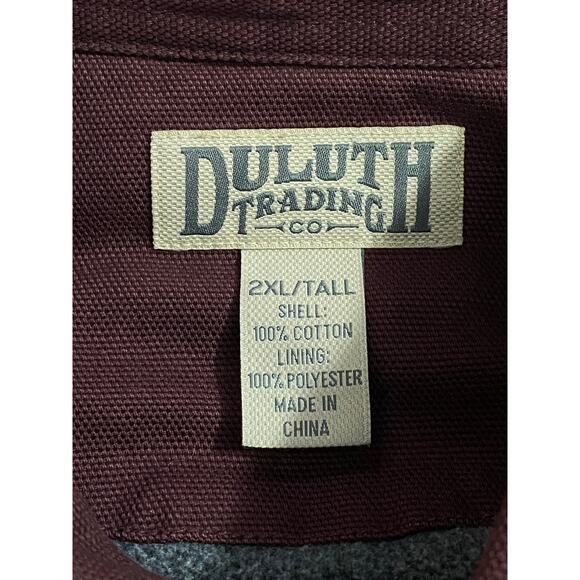 DULUTH
TRADING
CO
2XL/TALL
SHELL:
100% COTTON
LINING:
100% POLYESTER
MADE IN
CHINA